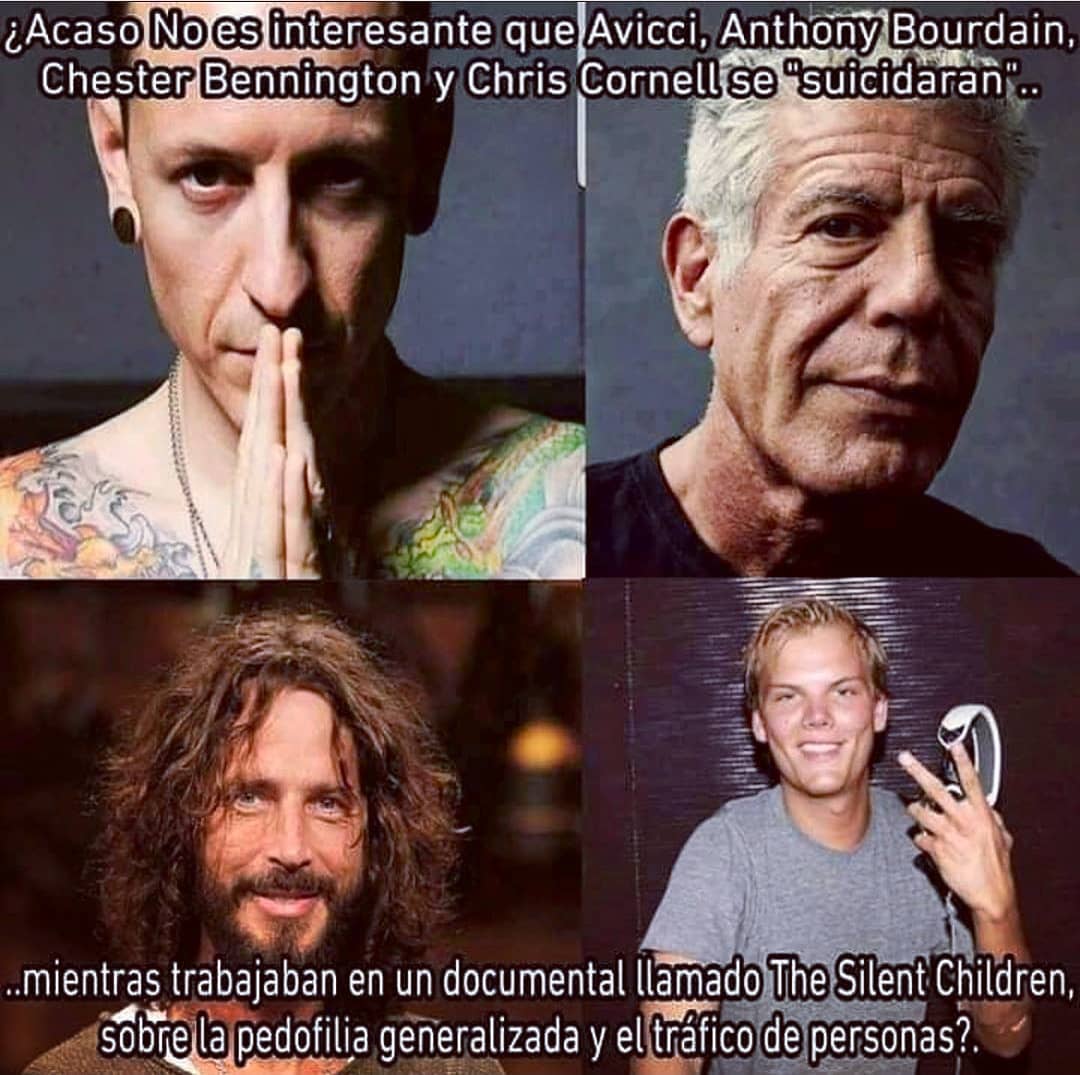 ¿Acaso No es interesante que Avicci, Anthony Bourdain,
Chester Bennington y Chris Cornell se "suicidaran"..
..mientras trabajaban en un documental llamado The Silent Children,
sobre la pedofilia generalizada y el tráfico de personas?.